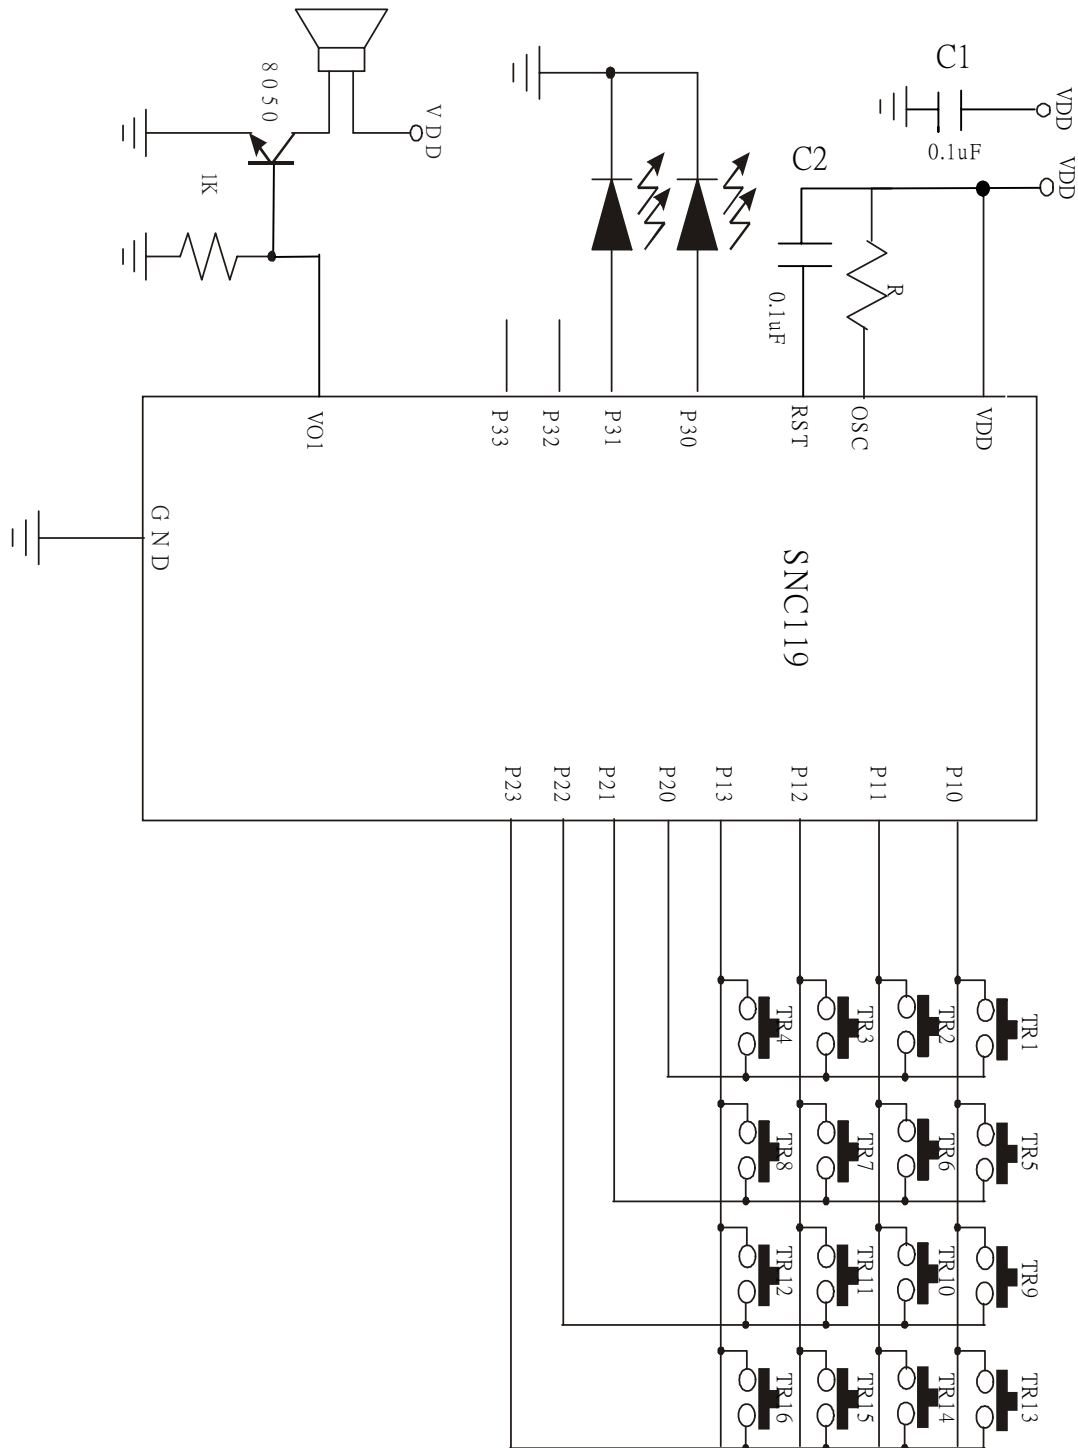 C1
VDD
0.1uF
VDD
C2
0.1uF
R
8050
VDD
1K
VO1
P33
P32
P31
P30
RST
OSC
VDD
GND
SNC119
P23
P22
P21
P20
P13
P12
P11
P10
TR4
TR3
TR2
TR1
TR8
TR7
TR6
TR5
TR12
TR11
TR10
TR9
TR16
TR15
TR14
TR13